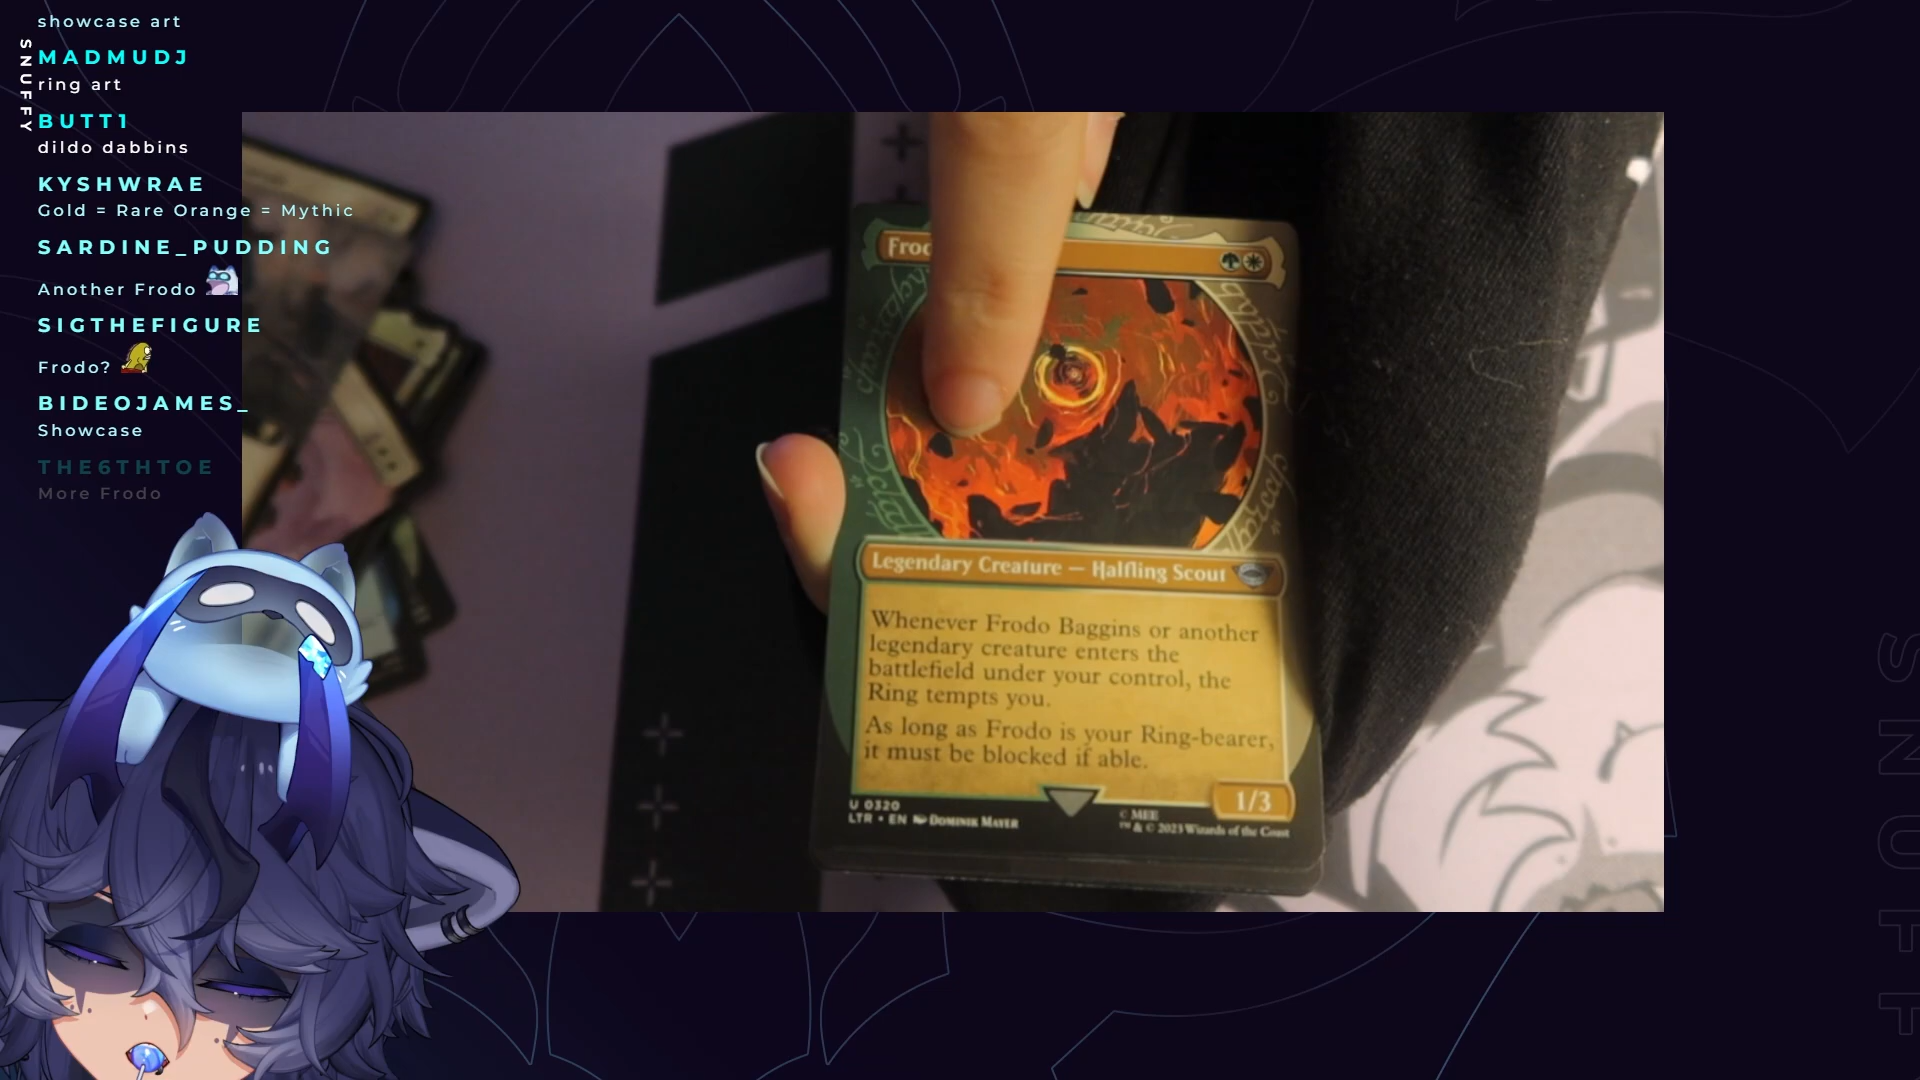 showcase art
SNUFFY
MADMUDJ
ring art
BUTT1
dildo dabbins
KYSHWRAE
Gold = Rare Orange = Mythic
SARDINE_PUDDING
Another Frodo
SIGTHEFIGURE
Frodo?
BIDEOJAMES_
Showcase
THE6THTOE
More Frodo
Legendary Creature — Halfling Scout
Whenever Frodo Baggins or another
legendary creature enters the
battlefield under your control, the
Ring tempts you.
As long as Frodo is your Ring-bearer,
it must be blocked if able.
1/3
U 0320
LTR • EN DOMINIK MAYER
© MEE
™ & © 2023 Wizards of the Coast
SNUFF